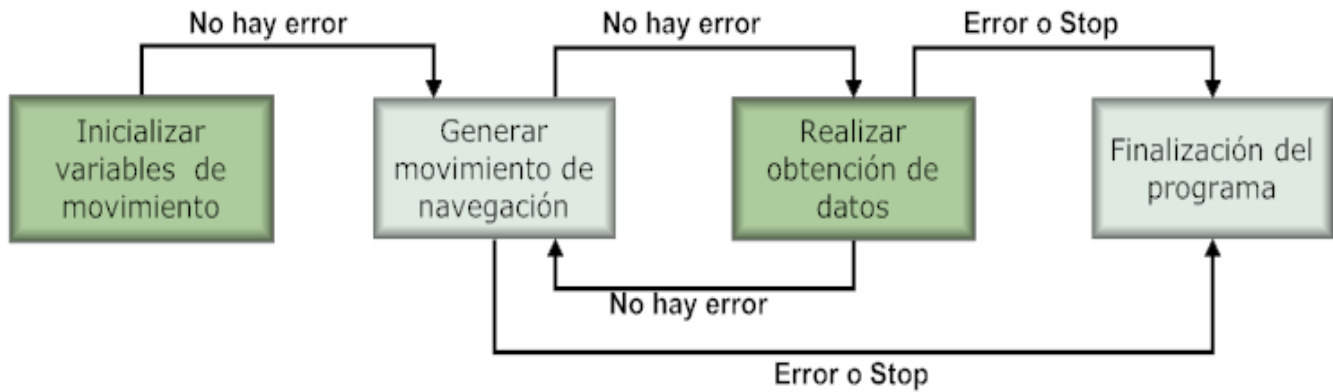 No hay error
No hay error
Error o Stop
Inicializar
variables de
movimiento
Generar
movimiento de
navegación
Realizar
obtención de
datos
Finalización del
programa
No hay error
Error o Stop